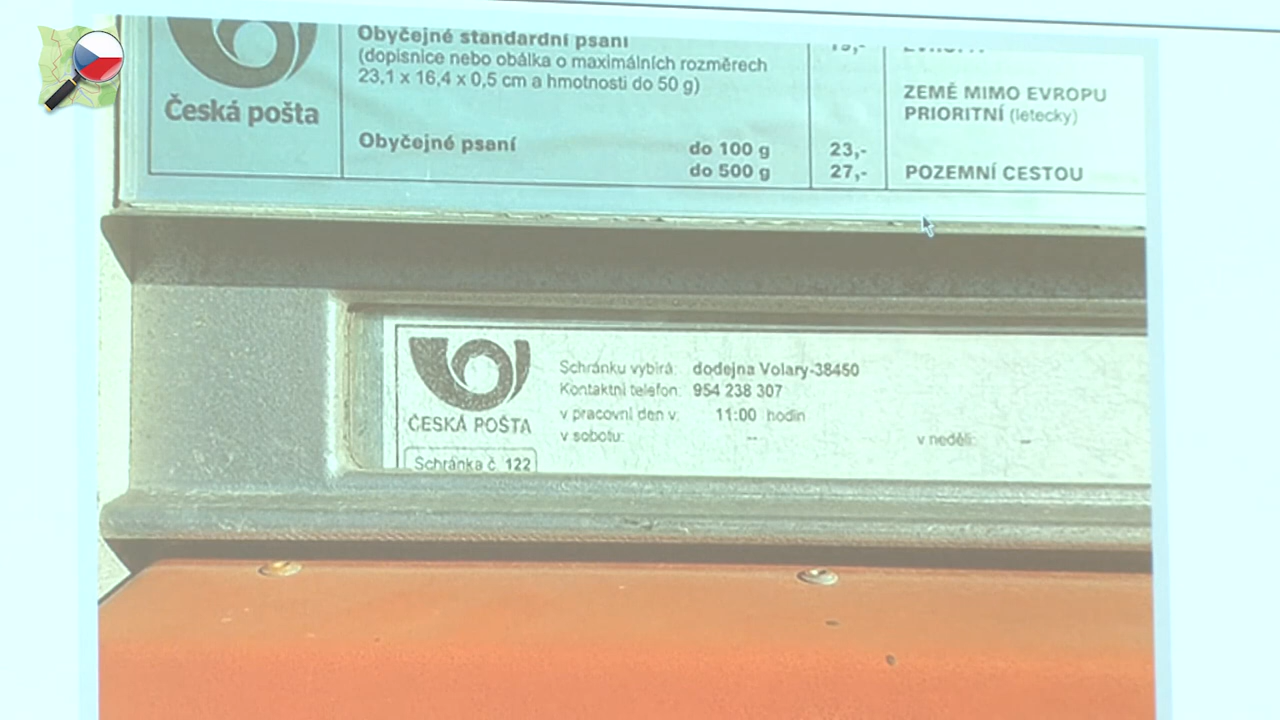 Obyčejné standardní psaní
(dopisnice nebo obálka o maximálních rozměrech
23,1 x 16,4 x 0,5 cm a hmotnosti do 50 g)
19,-
Česká pošta
Obyčejné psaní
do 100 g 23,-
do 500 g 27,-
ZEMĚ MIMO EVROPU
PRIORITNÍ (letecky)
POZEMNÍ CESTOU
ČESKÁ POŠTA
Schránka č. 122
Schránku vybírá: dodejna Volary-38450
Kontaktní telefon: 954 238 307
v pracovní den v: 11:00 hodin
v sobotu: --
v neděli: --